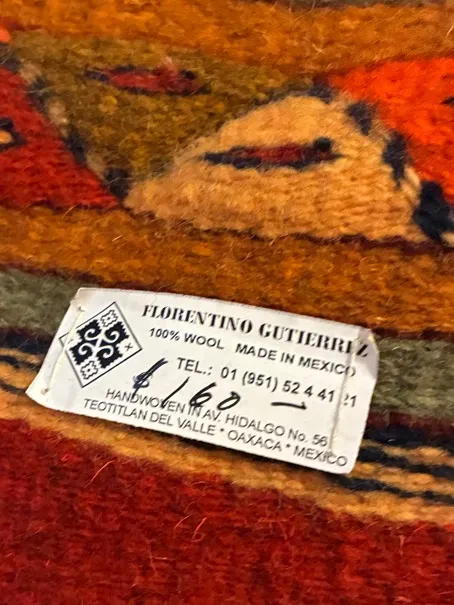 FLORENTINO GUTIERREZ
100% WOOL MADE IN MEXICO
TEL.: 01 (951) 52 4 41 21
$160 —
HANDWOVEN IN AV. HIDALGO No. 56
TEOTITLAN DEL VALLE * OAXACA * MEXICO